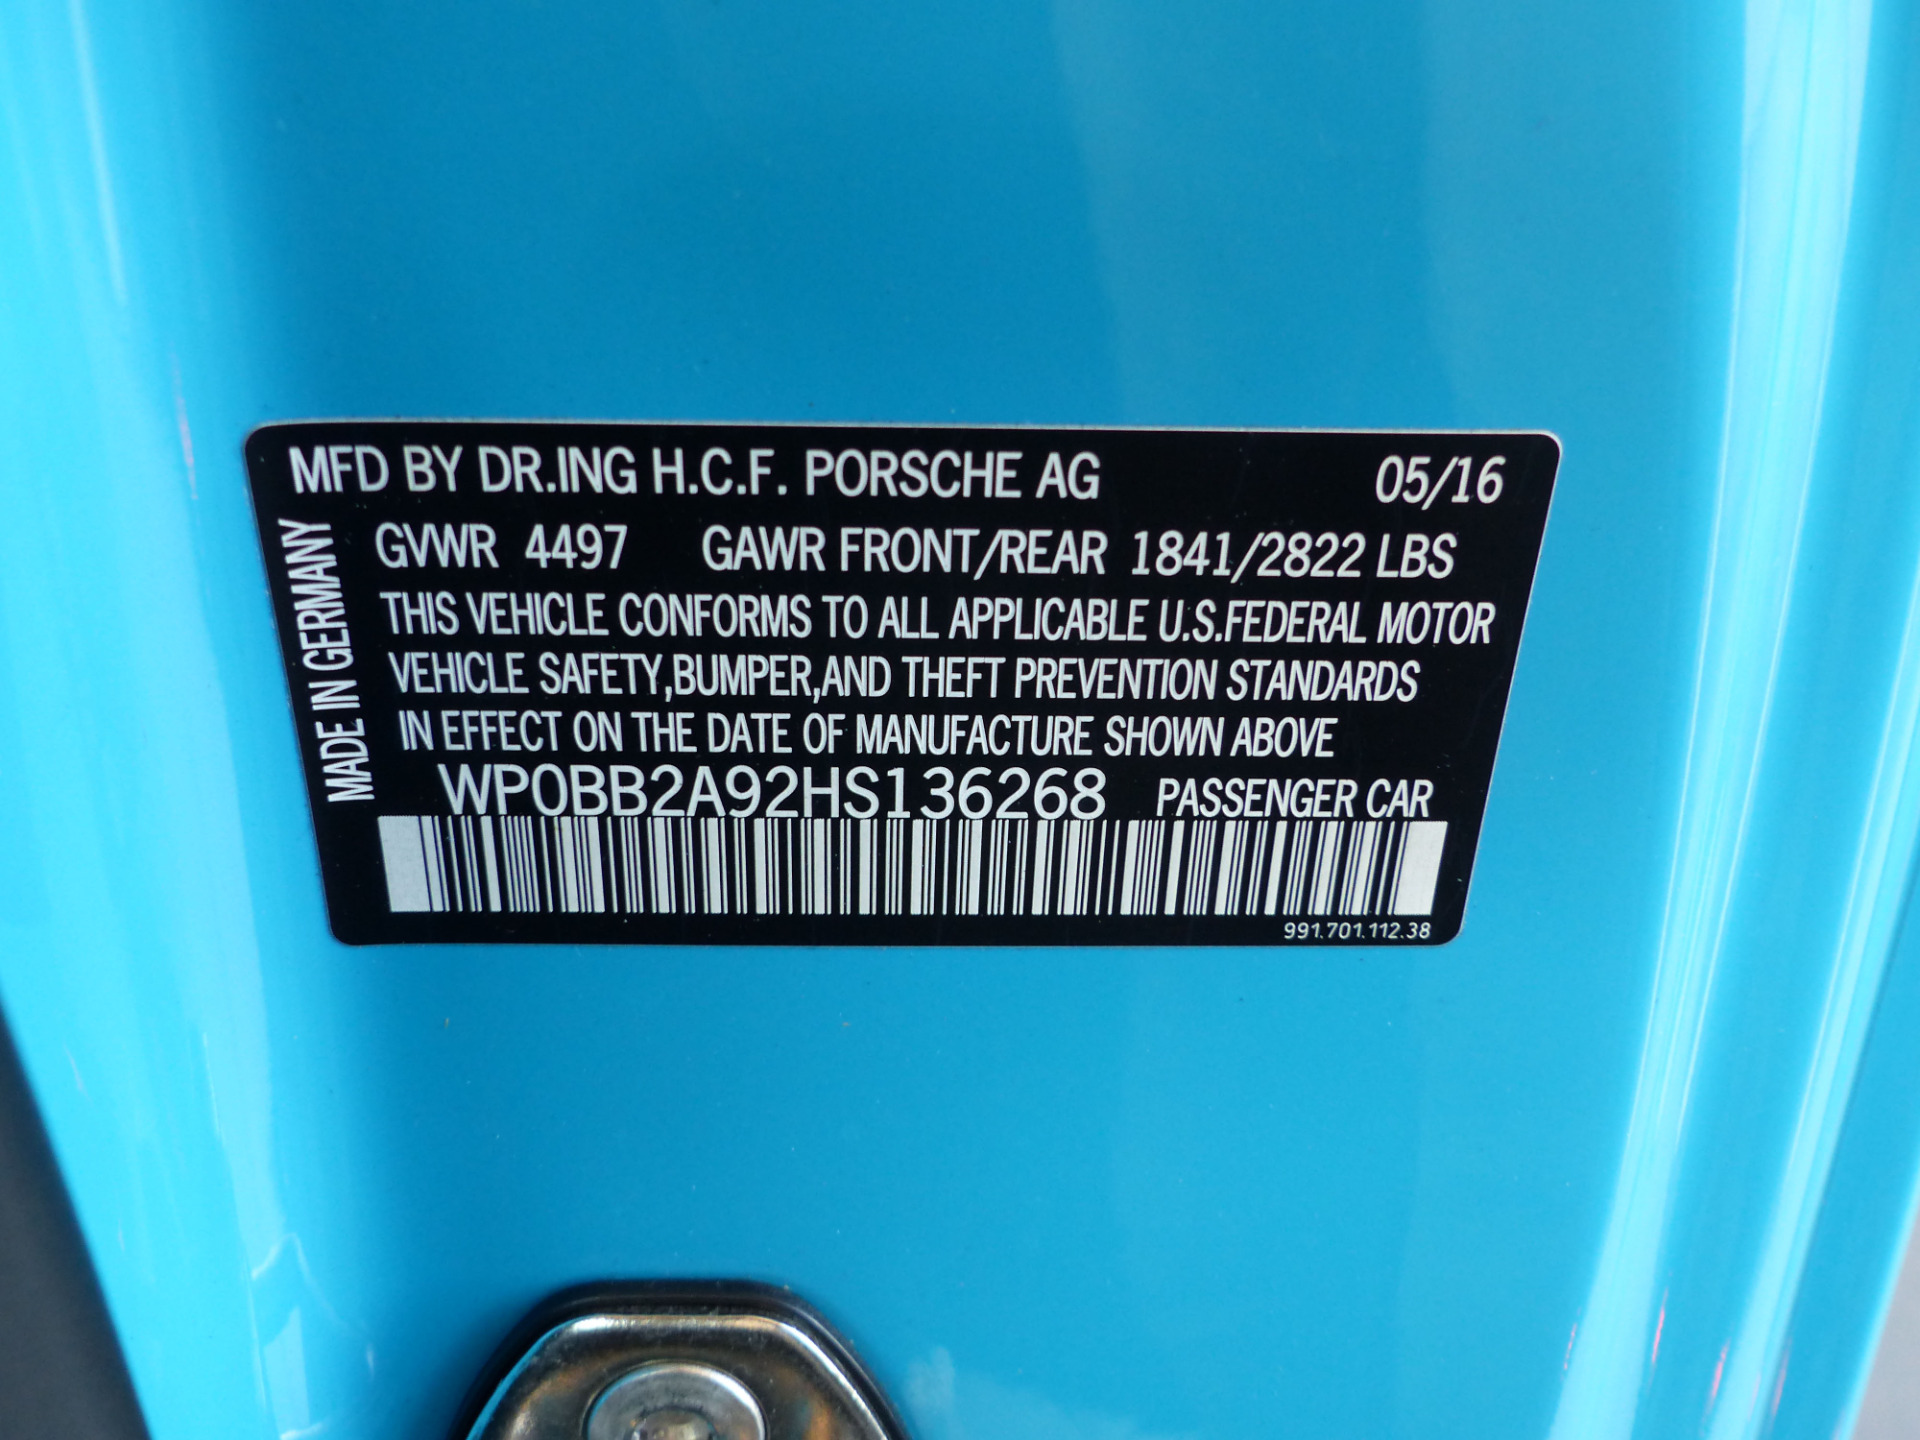 MFD BY DR.ING H.C.F. PORSCHE AG 05/16
MADE IN GERMANY
GVWR 4497 GAWR FRONT/REAR 1841/2822 LBS
THIS VEHICLE CONFORMS TO ALL APPLICABLE U.S.FEDERAL MOTOR
VEHICLE SAFETY,BUMPER,AND THEFT PREVENTION STANDARDS
IN EFFECT ON THE DATE OF MANUFACTURE SHOWN ABOVE
WP0BB2A92HS136268 PASSENGER CAR
991.701.112.38